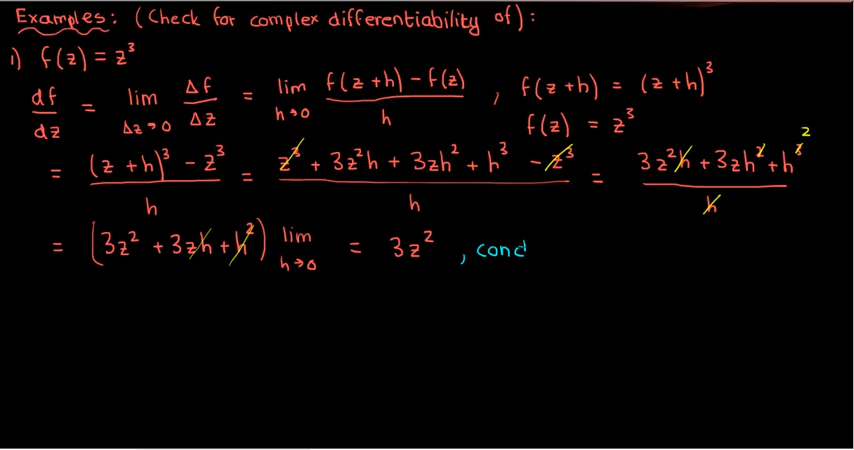 Examples: (Check for complex differentiability of):
1) f(z) = z³
df/dz = lim Δz→0 Δf/Δz = lim h→0 (f(z+h) - f(z))/h , f(z+h) = (z+h)³
f(z) = z³
= ((z+h)³ - z³)/h = (z³ + 3z²h + 3zh² + h³ - z³)/h = (3z²h + 3zh² + h³ 2)/h
= (3z² + 3zh + h²) lim h→0 = 3z² , cond